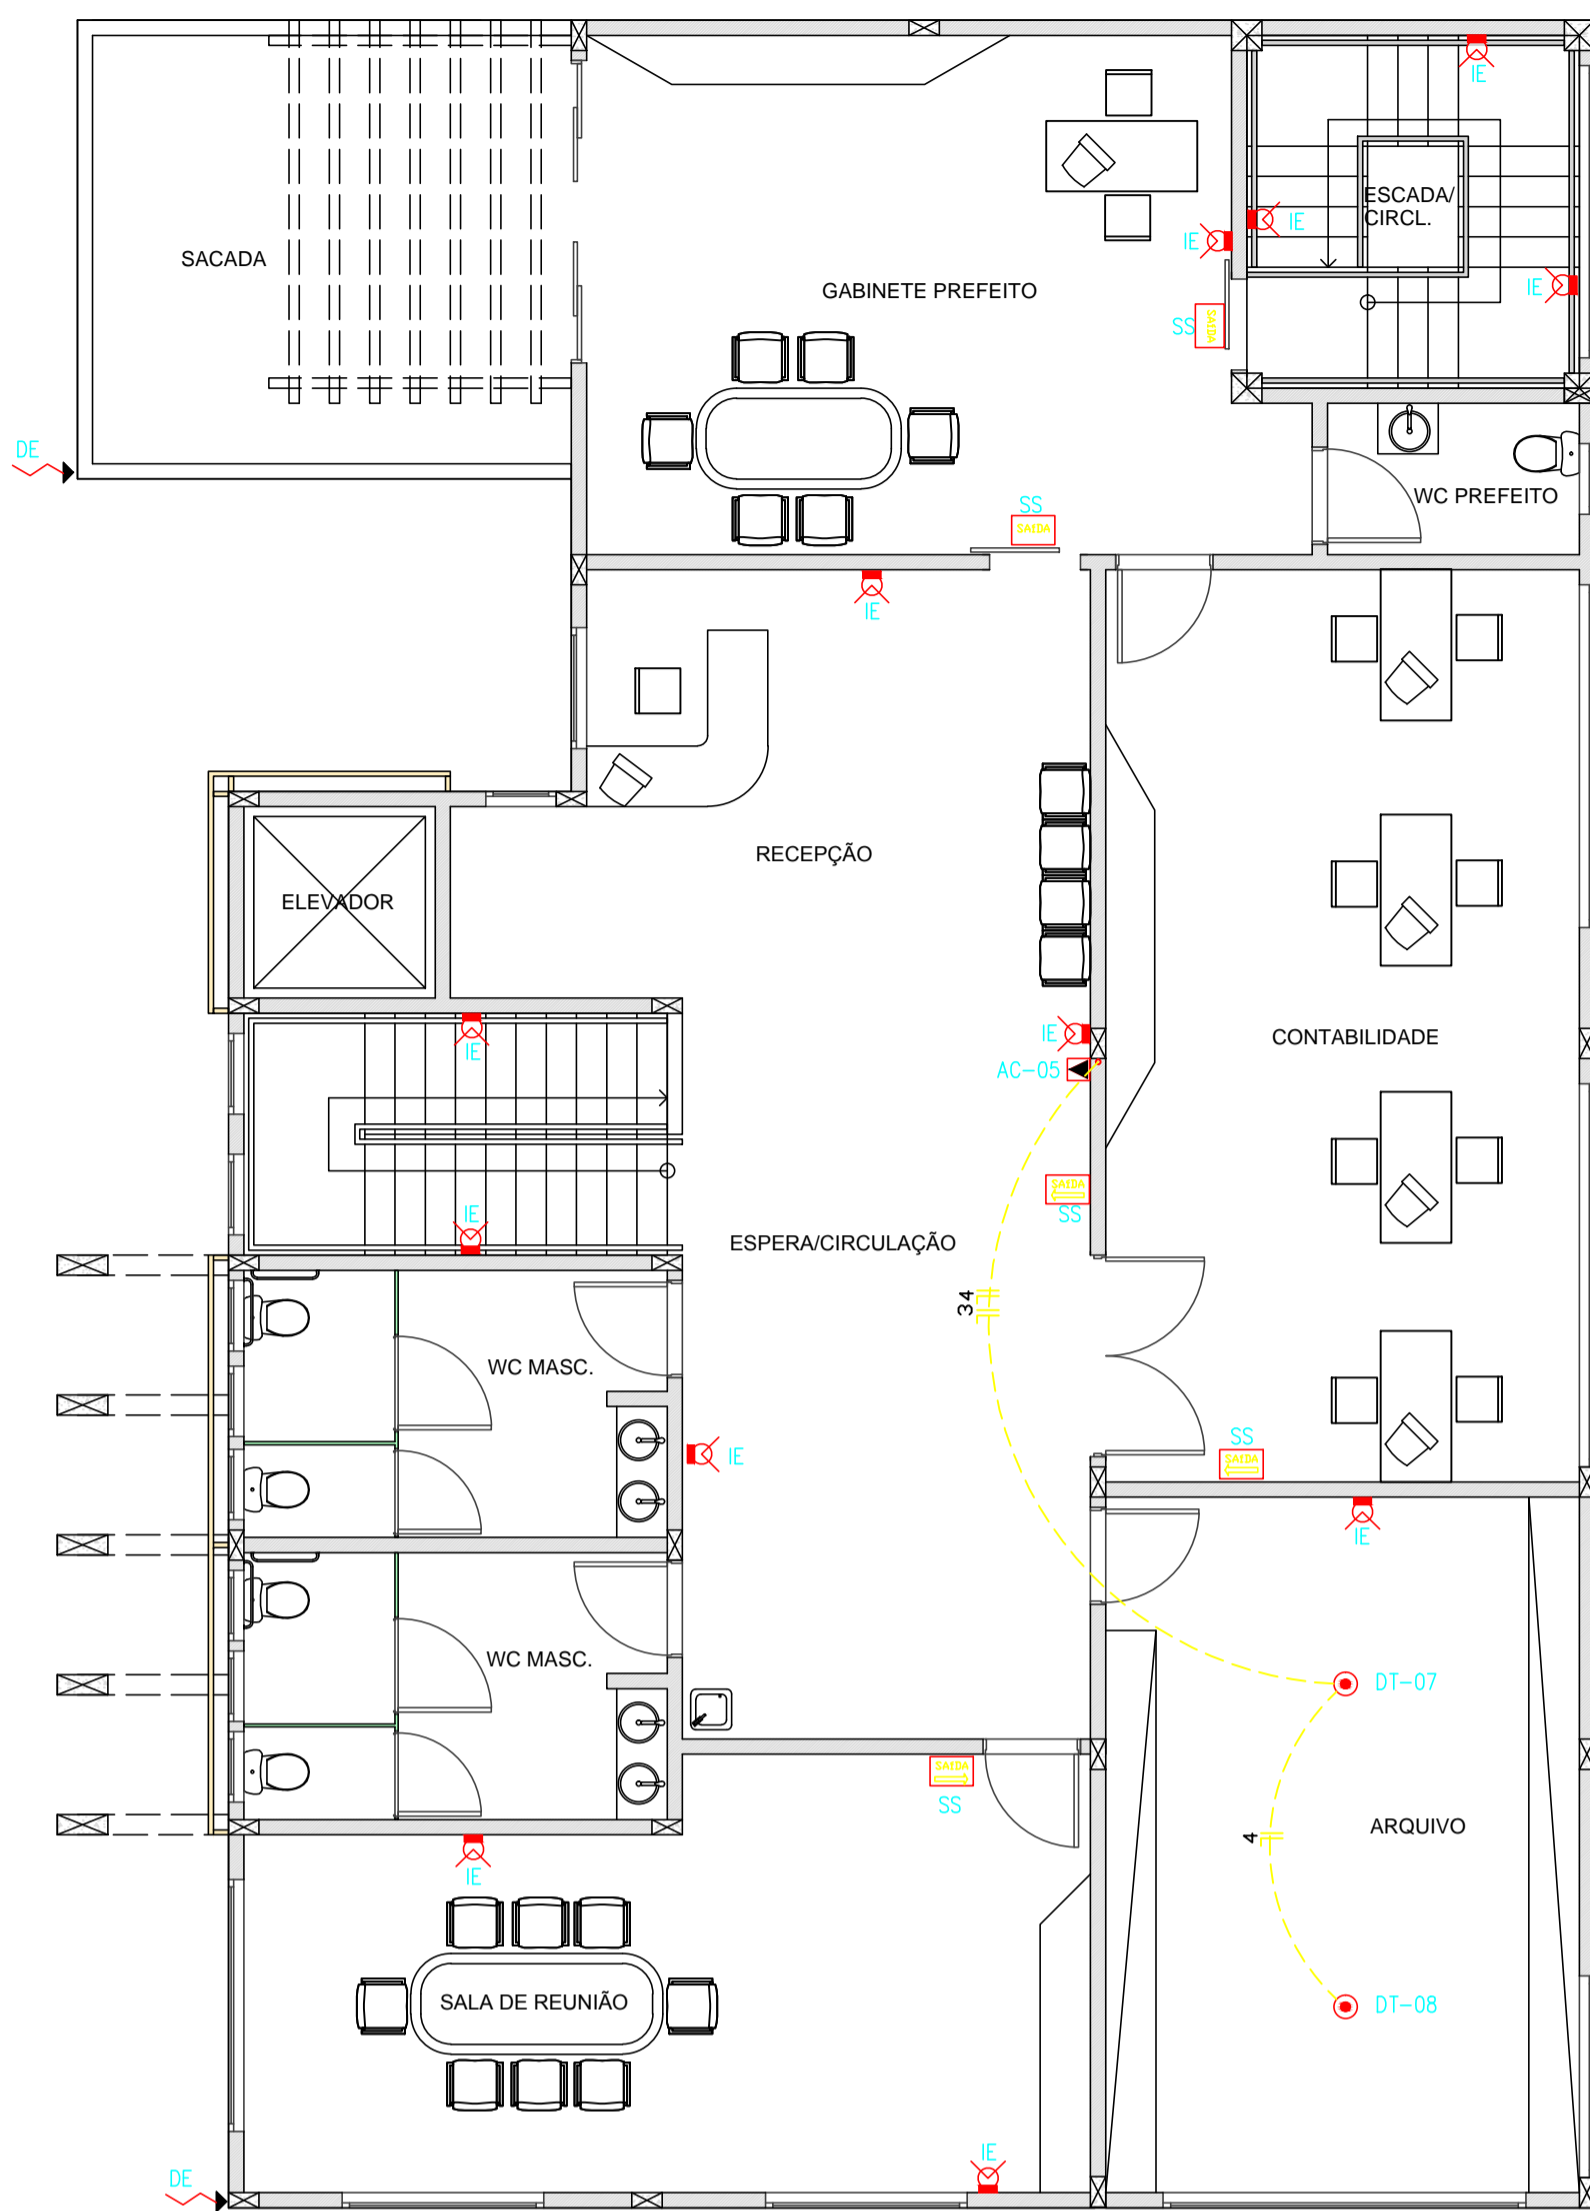 IE
SACADA
ESCADA/
CIRCL.
IE
IE
IE
GABINETE PREFEITO
SS
SAÍDA
DE
WC PREFEITO
SS
SAÍDA
IE
RECEPÇÃO
ELEVADOR
IE
IE
CONTABILIDADE
AC-05
SAÍDA
SS
IE
ESPERA/CIRCULAÇÃO
34
WC MASC.
IE
SS
SAÍDA
IE
WC MASC.
DT-07
SAÍDA
SS
ARQUIVO
4
IE
SALA DE REUNIÃO
DT-08
IE
DE